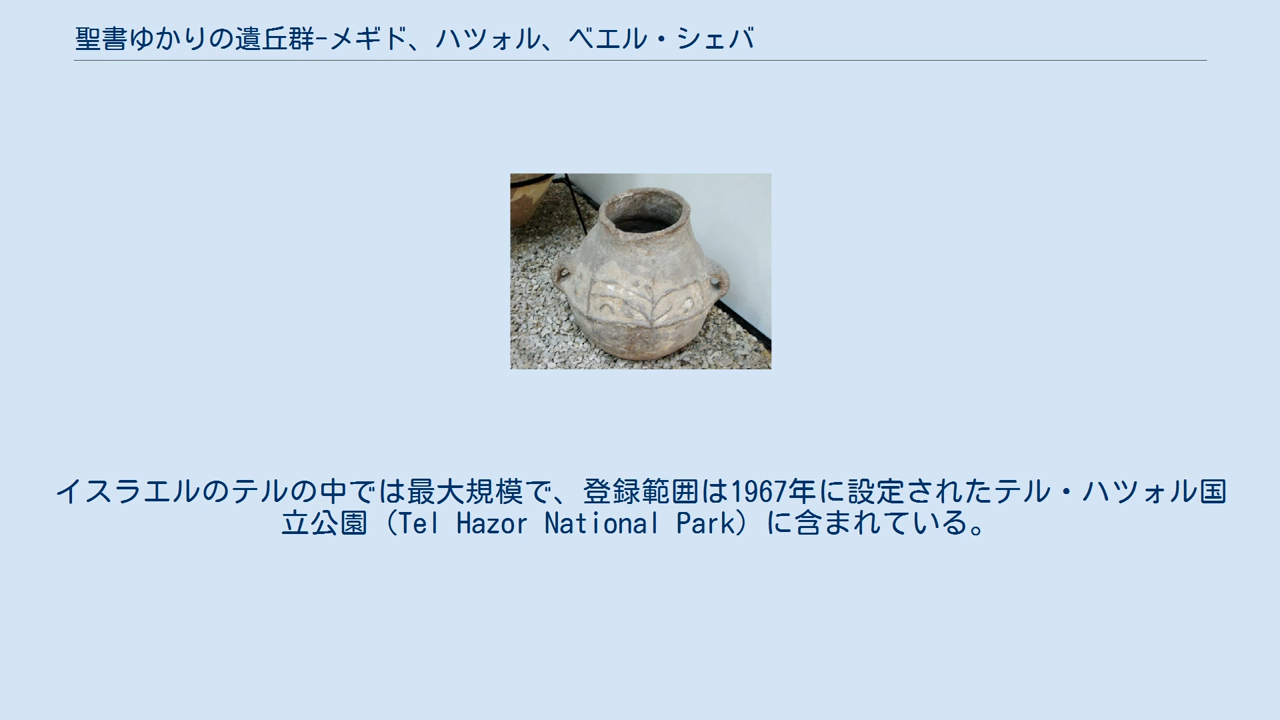 聖書ゆかりの遺丘群-メギド、ハツォル、ベエル・シェバ
イスラエルのテルの中では最大規模で、登録範囲は1967年に設定されたテル・ハツォル国
立公園（Tel Hazor National Park）に含まれている。